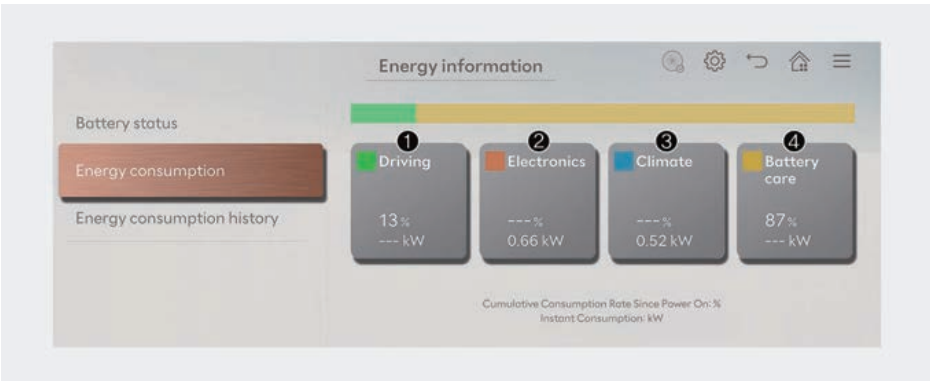 Energy information
Battery status
Energy consumption
Energy consumption history
1
Driving
13%
--- kW
2
Electronics
---%
0.66 kW
3
Climate
---%
0.52 kW
4
Battery
care
87%
--- kW
Cumulative Consumption Rate Since Power On: %
Instant Consumption: kW